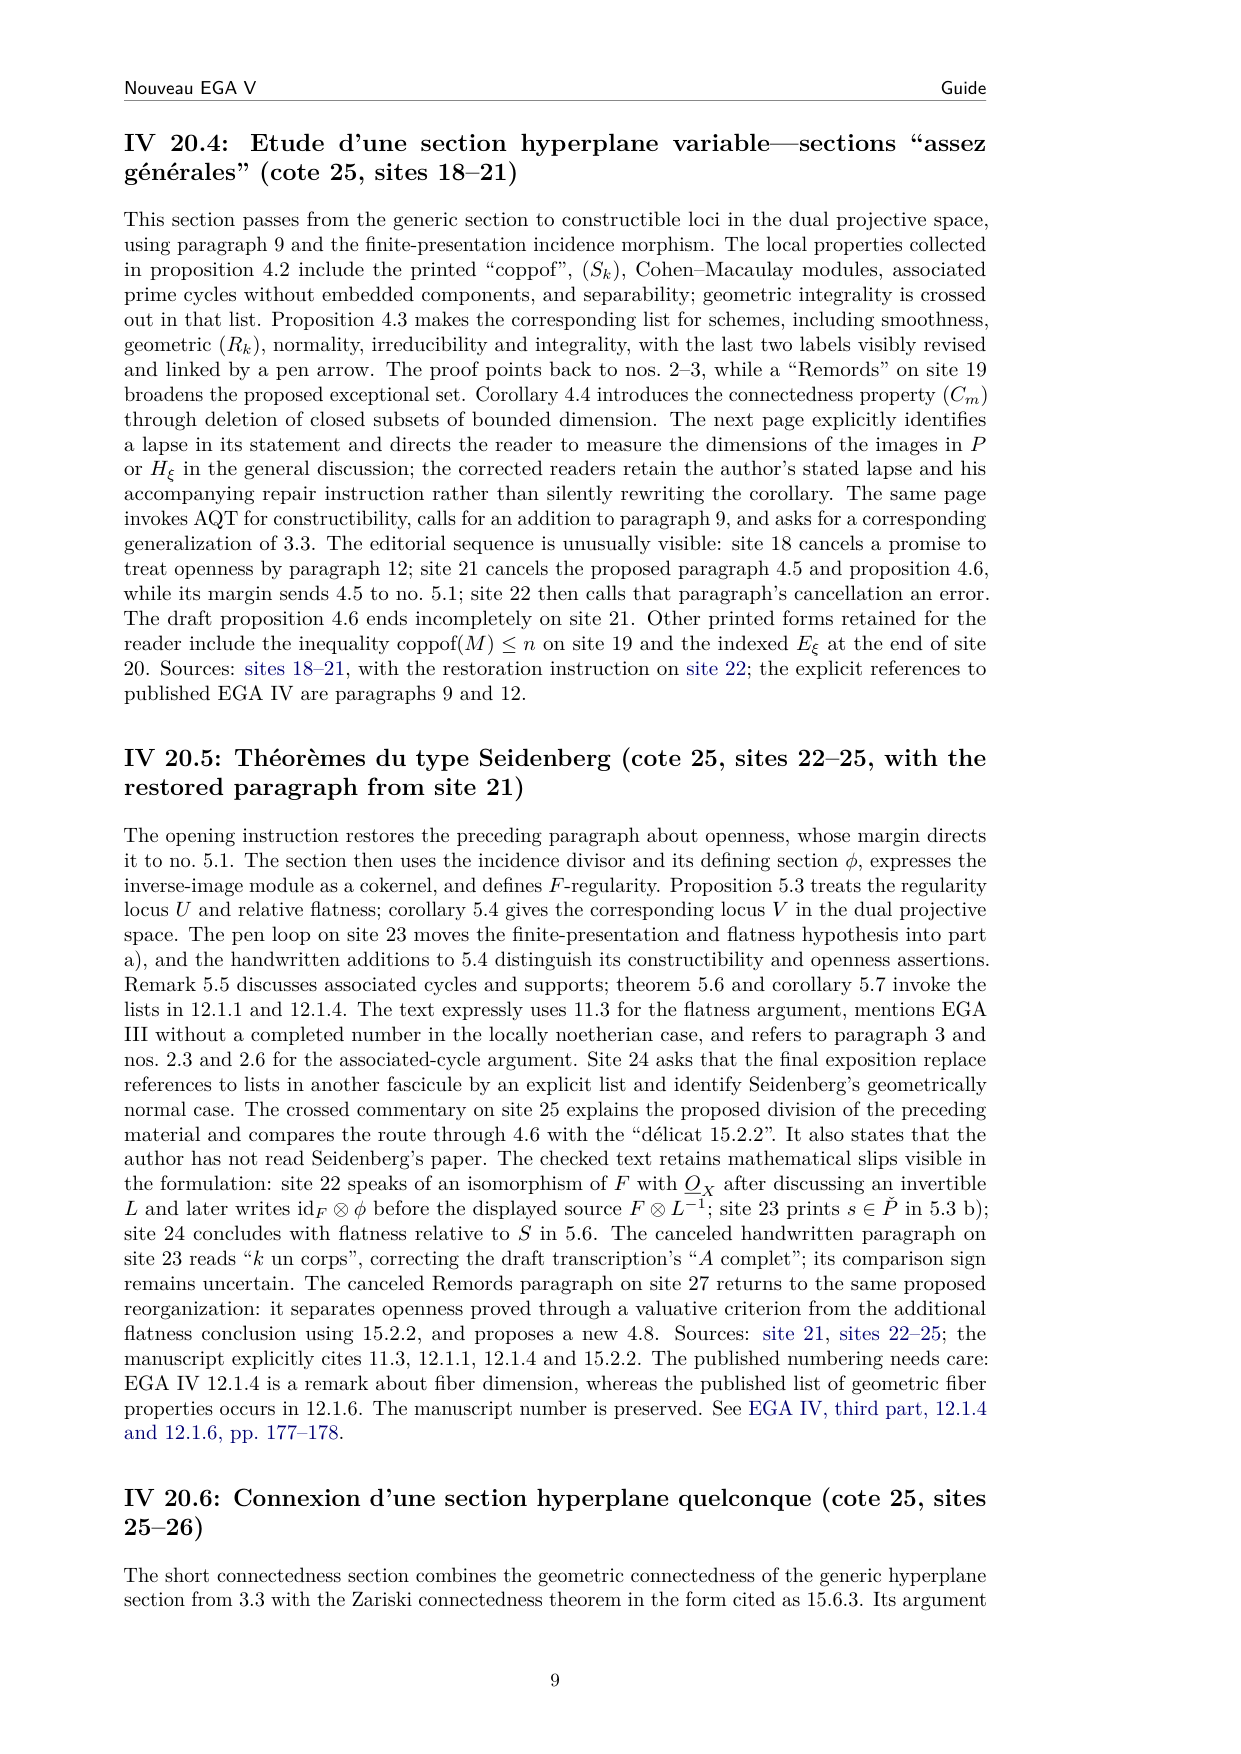 Nouveau EGA V
Guide
IV 20.4: Etude d'une section hyperplane variable—sections “assez
générales” (cote 25, sites 18–21)
This section passes from the generic section to constructible loci in the dual projective space,
using paragraph 9 and the finite-presentation incidence morphism. The local properties collected
in proposition 4.2 include the printed “coppof”, (Sₖ), Cohen–Macaulay modules, associated
prime cycles without embedded components, and separability; geometric integrality is crossed
out in that list. Proposition 4.3 makes the corresponding list for schemes, including smoothness,
geometric (Rₖ), normality, irreducibility and integrality, with the last two labels visibly revised
and linked by a pen arrow. The proof points back to nos. 2–3, while a “Remords” on site 19
broadens the proposed exceptional set. Corollary 4.4 introduces the connectedness property (Cₘ)
through deletion of closed subsets of bounded dimension. The next page explicitly identifies
a lapse in its statement and directs the reader to measure the dimensions of the images in P
or H_ξ in the general discussion; the corrected readers retain the author's stated lapse and his
accompanying repair instruction rather than silently rewriting the corollary. The same page
invokes AQT for constructibility, calls for an addition to paragraph 9, and asks for a corresponding
generalization of 3.3. The editorial sequence is unusually visible: site 18 cancels a promise to
treat openness by paragraph 12; site 21 cancels the proposed paragraph 4.5 and proposition 4.6,
while its margin sends 4.5 to no. 5.1; site 22 then calls that paragraph's cancellation an error.
The draft proposition 4.6 ends incompletely on site 21. Other printed forms retained for the
reader include the inequality coppof(M) ≤ n on site 19 and the indexed E_ξ at the end of site
20. Sources: sites 18–21, with the restoration instruction on site 22; the explicit references to
published EGA IV are paragraphs 9 and 12.
IV 20.5: Théorèmes du type Seidenberg (cote 25, sites 22–25, with the
restored paragraph from site 21)
The opening instruction restores the preceding paragraph about openness, whose margin directs
it to no. 5.1. The section then uses the incidence divisor and its defining section ϕ, expresses the
inverse-image module as a cokernel, and defines F-regularity. Proposition 5.3 treats the regularity
locus U and relative flatness; corollary 5.4 gives the corresponding locus V in the dual projective
space. The pen loop on site 23 moves the finite-presentation and flatness hypothesis into part
a), and the handwritten additions to 5.4 distinguish its constructibility and openness assertions.
Remark 5.5 discusses associated cycles and supports; theorem 5.6 and corollary 5.7 invoke the
lists in 12.1.1 and 12.1.4. The text expressly uses 11.3 for the flatness argument, mentions EGA
III without a completed number in the locally noetherian case, and refers to paragraph 3 and
nos. 2.3 and 2.6 for the associated-cycle argument. Site 24 asks that the final exposition replace
references to lists in another fascicule by an explicit list and identify Seidenberg's geometrically
normal case. The crossed commentary on site 25 explains the proposed division of the preceding
material and compares the route through 4.6 with the “délicat 15.2.2”. It also states that the
author has not read Seidenberg's paper. The checked text retains mathematical slips visible in
the formulation: site 22 speaks of an isomorphism of F with O_X after discussing an invertible
L and later writes id_F ⊗ ϕ before the displayed source F ⊗ L⁻¹; site 23 prints s ∈ P̌ in 5.3 b);
site 24 concludes with flatness relative to S in 5.6. The canceled handwritten paragraph on
site 23 reads “k un corps”, correcting the draft transcription's “A complet”; its comparison sign
remains uncertain. The canceled Remords paragraph on site 27 returns to the same proposed
reorganization: it separates openness proved through a valuative criterion from the additional
flatness conclusion using 15.2.2, and proposes a new 4.8. Sources: site 21, sites 22–25; the
manuscript explicitly cites 11.3, 12.1.1, 12.1.4 and 15.2.2. The published numbering needs care:
EGA IV 12.1.4 is a remark about fiber dimension, whereas the published list of geometric fiber
properties occurs in 12.1.6. The manuscript number is preserved. See EGA IV, third part, 12.1.4
and 12.1.6, pp. 177–178.
IV 20.6: Connexion d'une section hyperplane quelconque (cote 25, sites
25–26)
The short connectedness section combines the geometric connectedness of the generic hyperplane
section from 3.3 with the Zariski connectedness theorem in the form cited as 15.6.3. Its argument
9